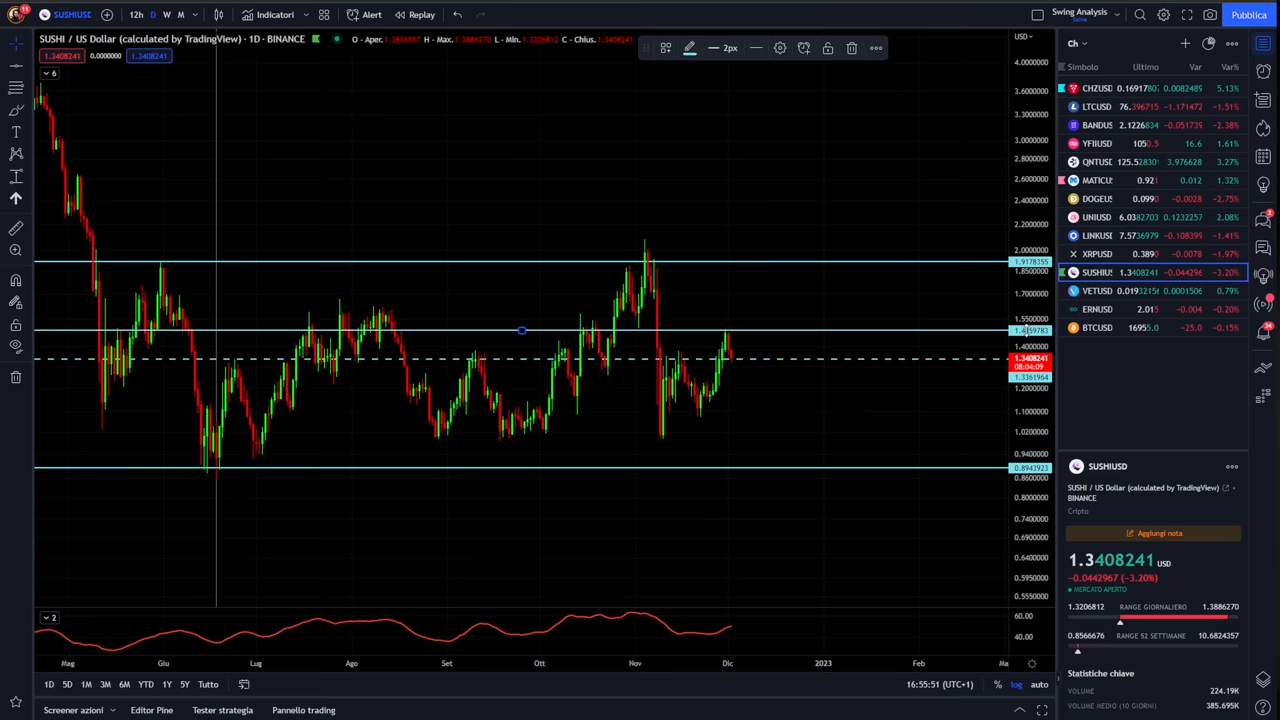 11 SUSHIUSD 12h D W M Indicatori Alert Replay Swing Analysis Salva Pubblica
SUSHI / US Dollar (calculated by TradingView) · 1D · BINANCE O - Aper. 1.3836557 H - Max. 1.3886270 L - Min. 1.3206812 C - Chius. 1.3408241
2px
1.3408241 0.0000000 1.3408241
6
USD
4.0000000
3.6000000
3.3000000
3.0000000
2.8000000
2.6000000
2.4000000
2.2000000
2.0000000
1.9178355
1.8500000
1.7000000
1.5500000
1.4000000
1.3408241
08:04:09
1.3361964
1.2000000
1.1000000
1.0200000
0.9400000
0.8943923
0.8600000
0.8000000
0.7400000
0.6900000
0.6400000
0.5950000
0.5550000
2
60.00
40.00
Mag Giu Lug Ago Set Ott Nov Dic 2023 Feb Ma
1D 5D 1M 3M 6M YTD 1Y 5Y Tutto 16:55:51 (UTC+1) % log auto
Screener azioni Editor Pine Tester strategia Pannello trading
Ch
Simbolo Ultimo Var Var%
CHZUSD 0.16917807 0.0082489 5.13%
LTCUSD 76.396715 -1.171472 -1.51%
BANDUS 2.1226834 -0.051739 -2.38%
YFIIUSD 1050.5 16.6 1.61%
QNTUSD 125.528301 3.976628 3.27%
MATICU 0.921 0.012 1.32%
DOGEUS 0.0990 -0.0028 -2.75%
UNIUSD 6.0382703 0.1232257 2.08%
LINKUSD 7.5736979 -0.108399 -1.41%
XRPUSD 0.3890 -0.0078 -1.97%
SUSHIUS 1.3408241 -0.044296 -3.20%
VETUSD 0.01932156 0.0001506 0.79%
ERNUSD 2.015 -0.004 -0.20%
BTCUSD 16955.0 -25.0 -0.15%
SUSHIUSD
SUSHI / US Dollar (calculated by TradingView) ·
BINANCE
Cripto
Aggiungi nota
1.3408241 USD
-0.0442967 (-3.20%)
MERCATO APERTO
1.3206812 RANGE GIORNALIERO 1.3886270
0.8566676 RANGE 52 SETTIMANE 10.6824357
Statistiche chiave
VOLUME 224.19K
VOLUME MEDIO (10 GIORNI) 385.695K
2